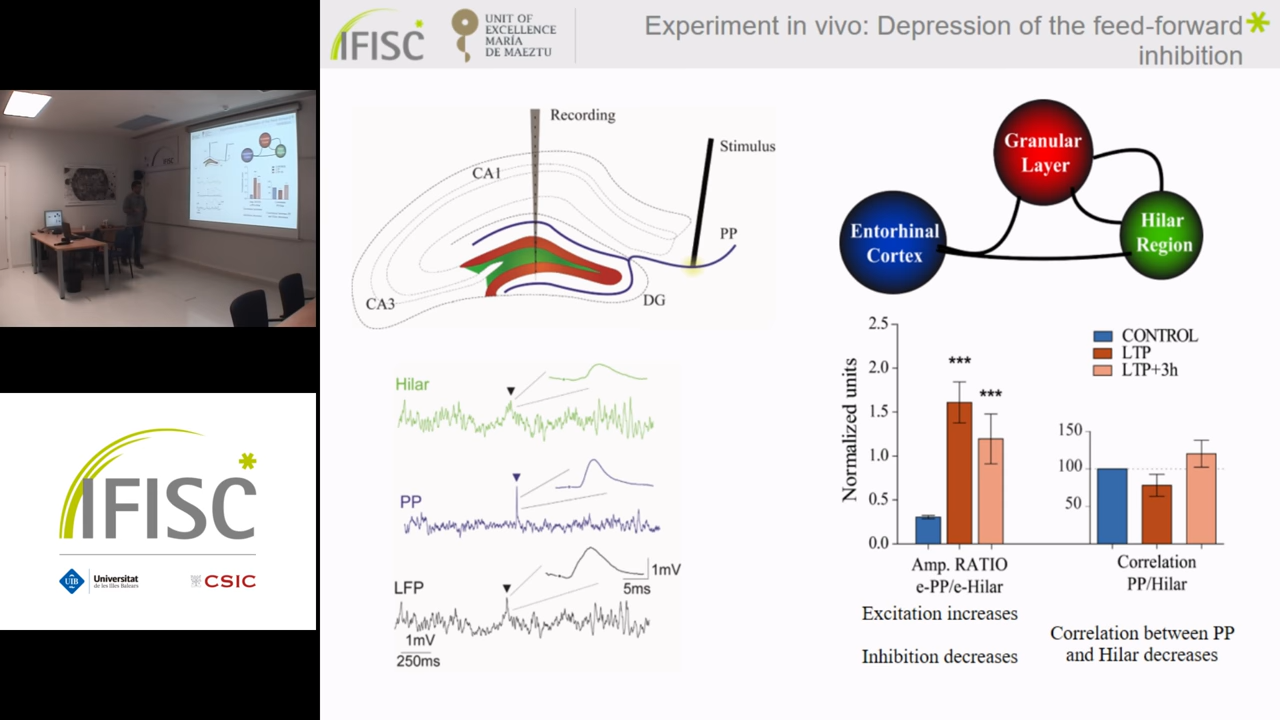 IFISC
UNIT OF
EXCELLENCE
MARÍA
DE MAEZTU
Experiment in vivo: Depression of the feed-forward
inhibition
Recording
Stimulus
CA1
PP
CA3
DG
Granular
Layer
Entorhinal
Cortex
Hilar
Region
Hilar
PP
LFP
1mV
5ms
1mV
250ms
Normalized units
2.5
2.0
1.5
1.0
0.5
0.0
***
***
CONTROL
LTP
LTP+3h
150
100
50
Amp. RATIO
e-PP/e-Hilar
Correlation
PP/Hilar
Excitation increases
Inhibition decreases
Correlation between PP
and Hilar decreases
IFISC
UIB
Universitat
de les Illes Balears
CSIC